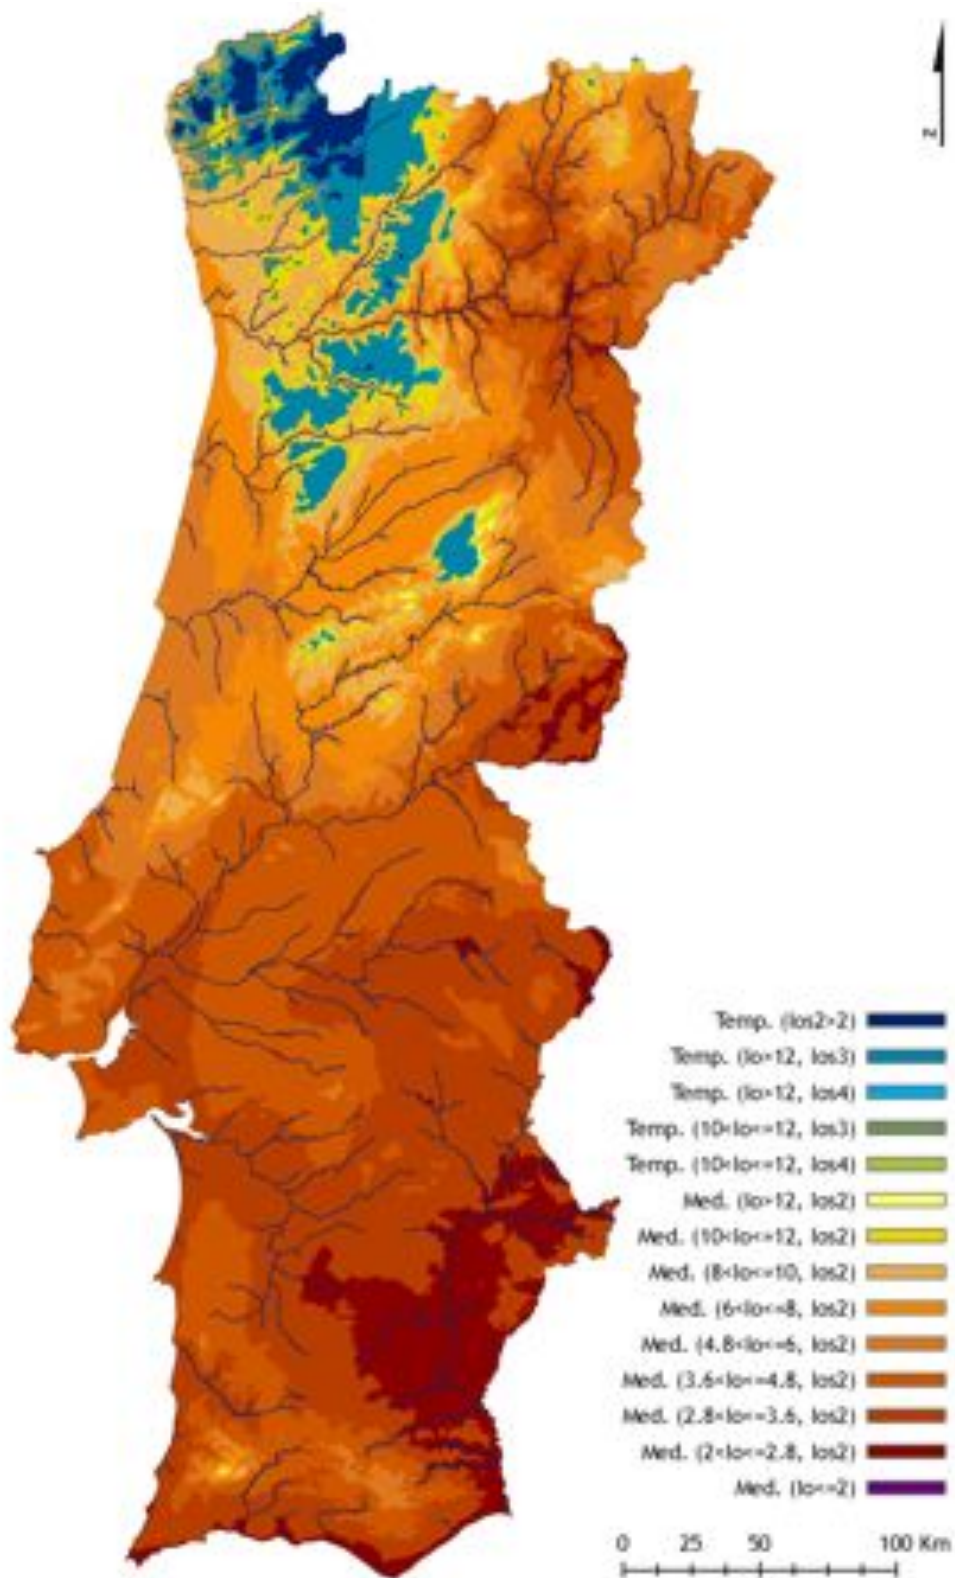 N
Temp. (Ios2>2)
Temp. (Io>12, Ios3)
Temp. (Io>12, Ios4)
Temp. (10<Io<=12, Ios3)
Temp. (10<Io<=12, Ios4)
Med. (Io>12, Ios2)
Med. (10<Io<=12, Ios2)
Med. (8<Io<=10, Ios2)
Med. (6<Io<=8, Ios2)
Med. (4.8<Io<=6, Ios2)
Med. (3.6<Io<=4.8, Ios2)
Med. (2.8<Io<=3.6, Ios2)
Med. (2<Io<=2.8, Ios2)
Med. (Io<=2)
0 25 50 100 Km